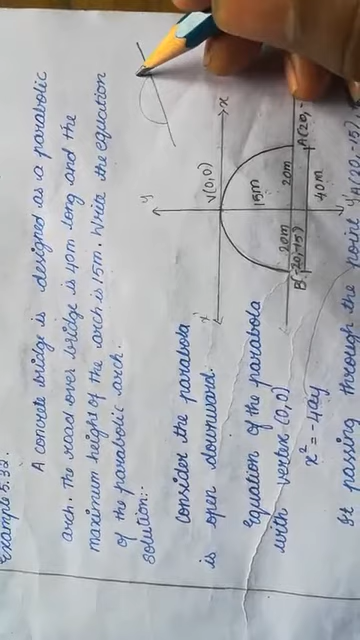 Example 5.32.
A concrete bridge is designed as a parabolic
arch. The road over bridge is 40m long and the
maximum height of the arch is 15m. Write the equation
of the parabolic arch.
Solution:-
Consider the parabola
is open downward.
Equation of the parabola
with vertex (0,0)
x² = -4ay
It passing through the point (20,-15),
y
x
V(0,0)
15m
20m
20m
B(-20,-15)
A(20,-
40m
x
y